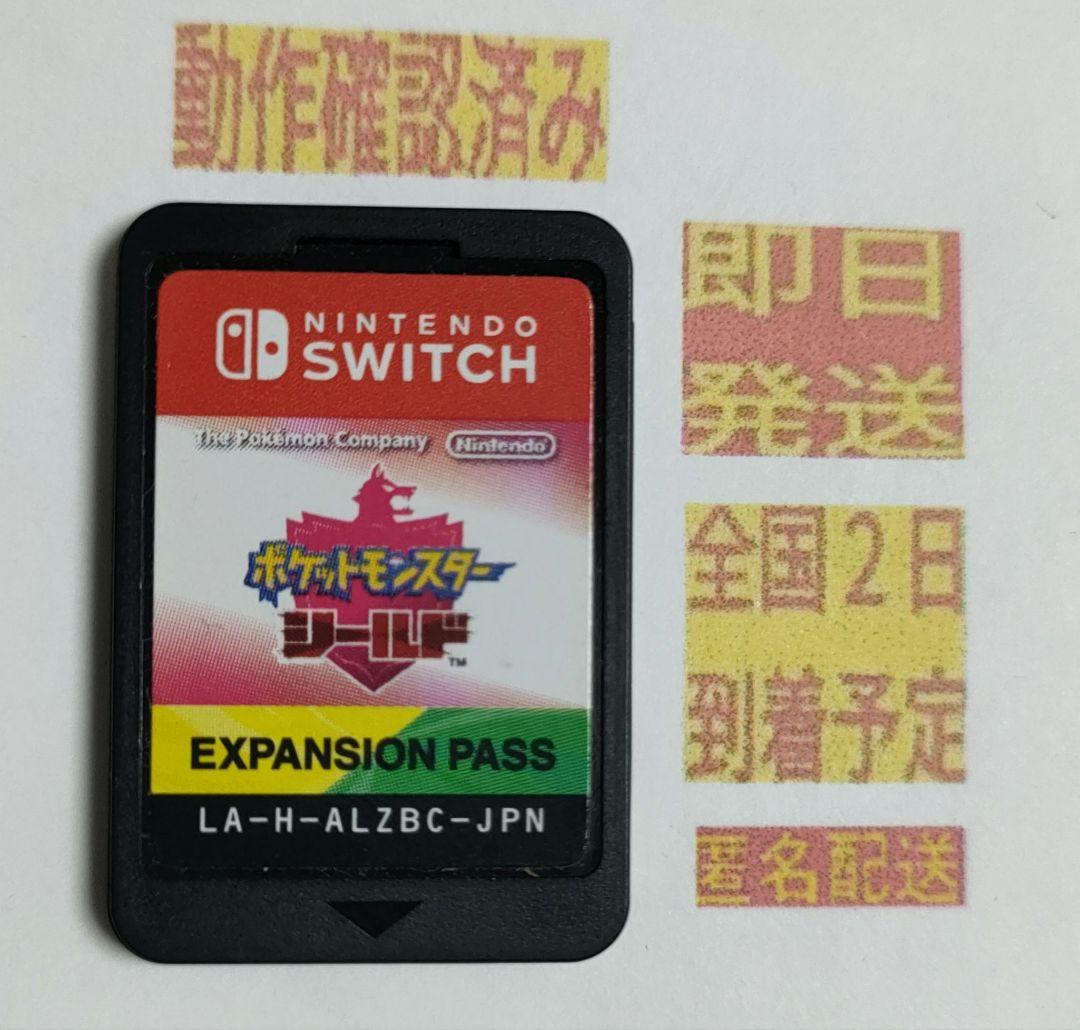 動作確認済み
NINTENDO
SWITCH
The Pokémon Company Nintendo
ポケットモンスター
シールド
TM
EXPANSION PASS
LA-H-ALZBC-JPN
即日
発送
全国2日
到着予定
匿名配送